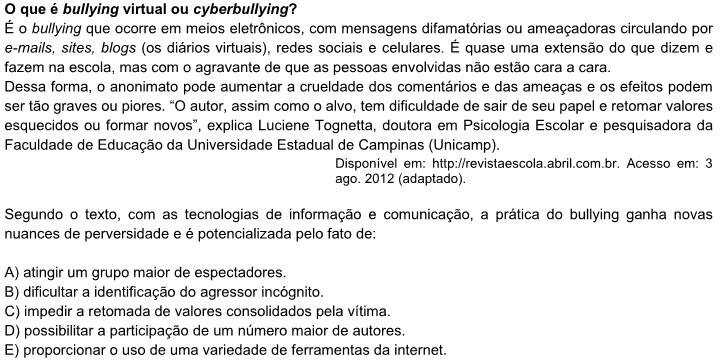 O que é bullying virtual ou cyberbullying?
É o bullying que ocorre em meios eletrônicos, com mensagens difamatórias ou ameaçadoras circulando por
e-mails, sites, blogs (os diários virtuais), redes sociais e celulares. É quase uma extensão do que dizem e
fazem na escola, mas com o agravante de que as pessoas envolvidas não estão cara a cara.
Dessa forma, o anonimato pode aumentar a crueldade dos comentários e das ameaças e os efeitos podem
ser tão graves ou piores. “O autor, assim como o alvo, tem dificuldade de sair de seu papel e retomar valores
esquecidos ou formar novos”, explica Luciene Tognetta, doutora em Psicologia Escolar e pesquisadora da
Faculdade de Educação da Universidade Estadual de Campinas (Unicamp).
Disponível em: http://revistaescola.abril.com.br. Acesso em: 3
ago. 2012 (adaptado).
Segundo o texto, com as tecnologias de informação e comunicação, a prática do bullying ganha novas
nuances de perversidade e é potencializada pelo fato de:
A) atingir um grupo maior de espectadores.
B) dificultar a identificação do agressor incógnito.
C) impedir a retomada de valores consolidados pela vítima.
D) possibilitar a participação de um número maior de autores.
E) proporcionar o uso de uma variedade de ferramentas da internet.